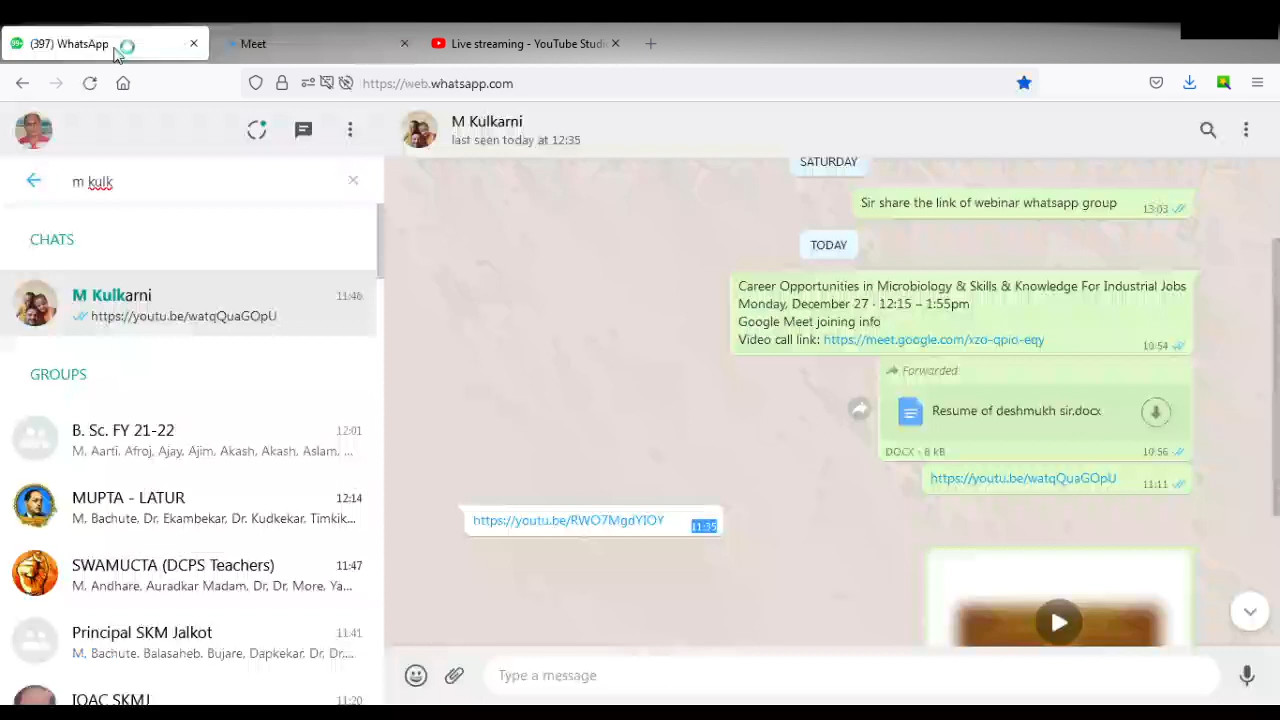 (397) WhatsApp
Meet
Live streaming - YouTube Studi
https://web.whatsapp.com
M Kulkarni
last seen today at 12:35
m kulk
CHATS
M Kulkarni
11:46
https://youtu.be/watqQuaGOpU
GROUPS
B. Sc. FY 21-22
12:01
M. Aarti, Afroj, Ajay, Ajim, Akash, Akash, Aslam, ...
MUPTA - LATUR
12:14
M. Bachute, Dr. Ekambekar, Dr. Kudkekar, Timkik...
SWAMUCTA (DCPS Teachers)
11:47
M. Andhare, Auradkar Madam, Dr, Dr, More, Ya...
Principal SKM Jalkot
11:41
M. Bachute, Balasaheb, Bujare, Dapkekar, Dr, Dr,...
IQAC SKMJ
11:20
SATURDAY
Sir share the link of webinar whatsapp group
13:03
TODAY
Career Opportunities in Microbiology & Skills & Knowledge For Industrial Jobs
Monday, December 27 · 12:15 – 1:55pm
Google Meet joining info
Video call link: https://meet.google.com/xzo-qpio-eqy
10:54
Forwarded
Resume of deshmukh sir.docx
DOCX · 8 kB
10:56
https://youtu.be/watqQuaGOpU
11:11
https://youtu.be/RWO7MgdYIOY
11:35
Type a message